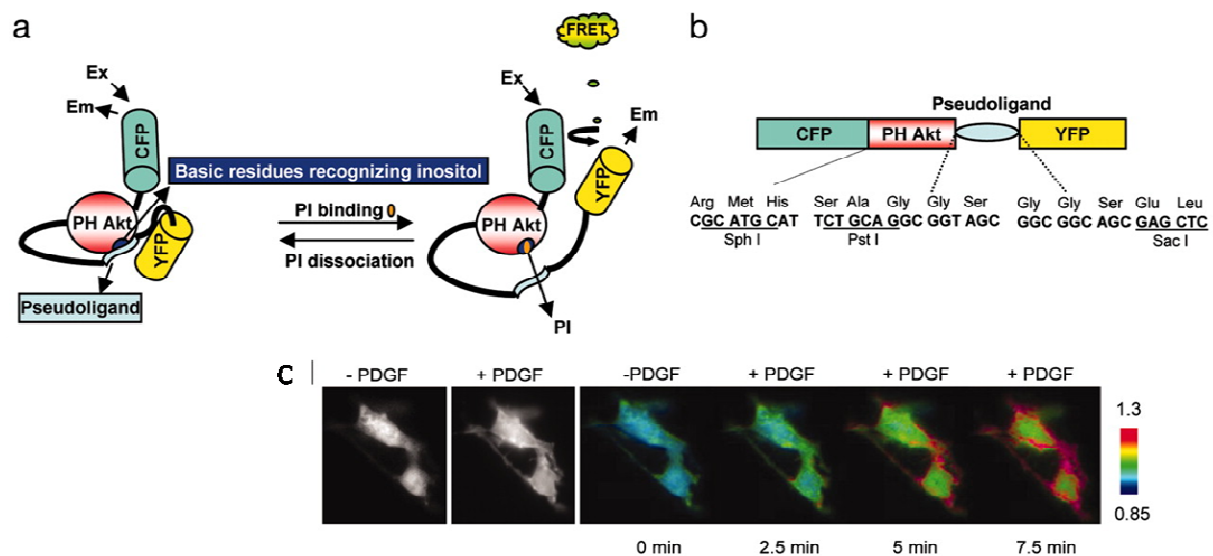 a
FRET
Ex
Em
CFP
Basic residues recognizing inositol
PH Akt
YFP
Pseudoligand
PI binding
PI dissociation
Ex
Em
CFP
YFP
PH Akt
PI
b
Pseudoligand
CFP PH Akt YFP
Arg Met His Ser Ala Gly Gly Ser Gly Gly Ser Glu Leu
CGC ATG CAT TCT GCA GGC GGT AGC GGC GGC AGC GAG CTC
Sph I Pst I Sac I
C
- PDGF + PDGF -PDGF + PDGF + PDGF + PDGF
1.3
0.85
0 min 2.5 min 5 min 7.5 min